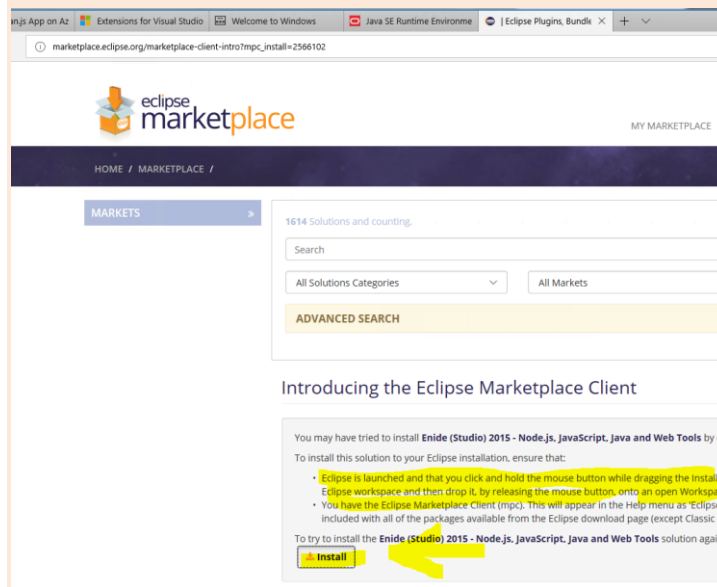 n.js App on Az
Extensions for Visual Studio
Welcome to Windows
Java SE Runtime Environme
| Eclipse Plugins, Bundle
marketplace.eclipse.org/marketplace-client-intro?mpc_install=2566102
eclipse
marketplace
MY MARKETPLACE
HOME / MARKETPLACE /
MARKETS »
1614 Solutions and counting.
Search
All Solutions Categories
All Markets
ADVANCED SEARCH
Introducing the Eclipse Marketplace Client
You may have tried to install Enide (Studio) 2015 - Node.js, JavaScript, Java and Web Tools by
To install this solution to your Eclipse installation, ensure that:
• Eclipse is launched and that you click and hold the mouse button while dragging the Install
Eclipse workspace and then drop it, by releasing the mouse button, onto an open Workspa
• You have the Eclipse Marketplace Client (mpc). This will appear in the Help menu as 'Eclips
included with all of the packages available from the Eclipse download page (except Classic
To try to install the Enide (Studio) 2015 - Node.js, JavaScript, Java and Web Tools solution agai
Install